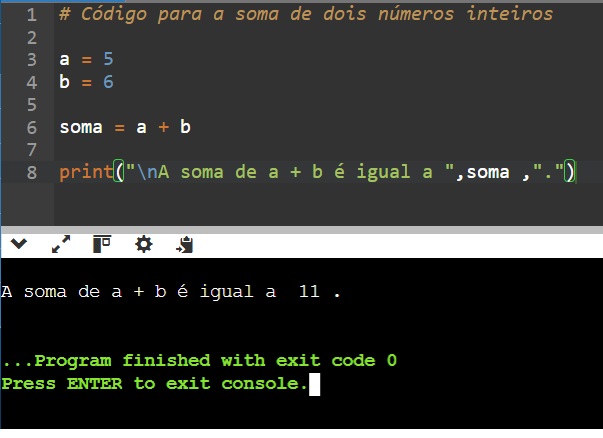 1 # Código para a soma de dois números inteiros
2
3 a = 5
4 b = 6
5
6 soma = a + b
7
8 print("\nA soma de a + b é igual a ",soma ,".")
A soma de a + b é igual a  11 .
...Program finished with exit code 0
Press ENTER to exit console.